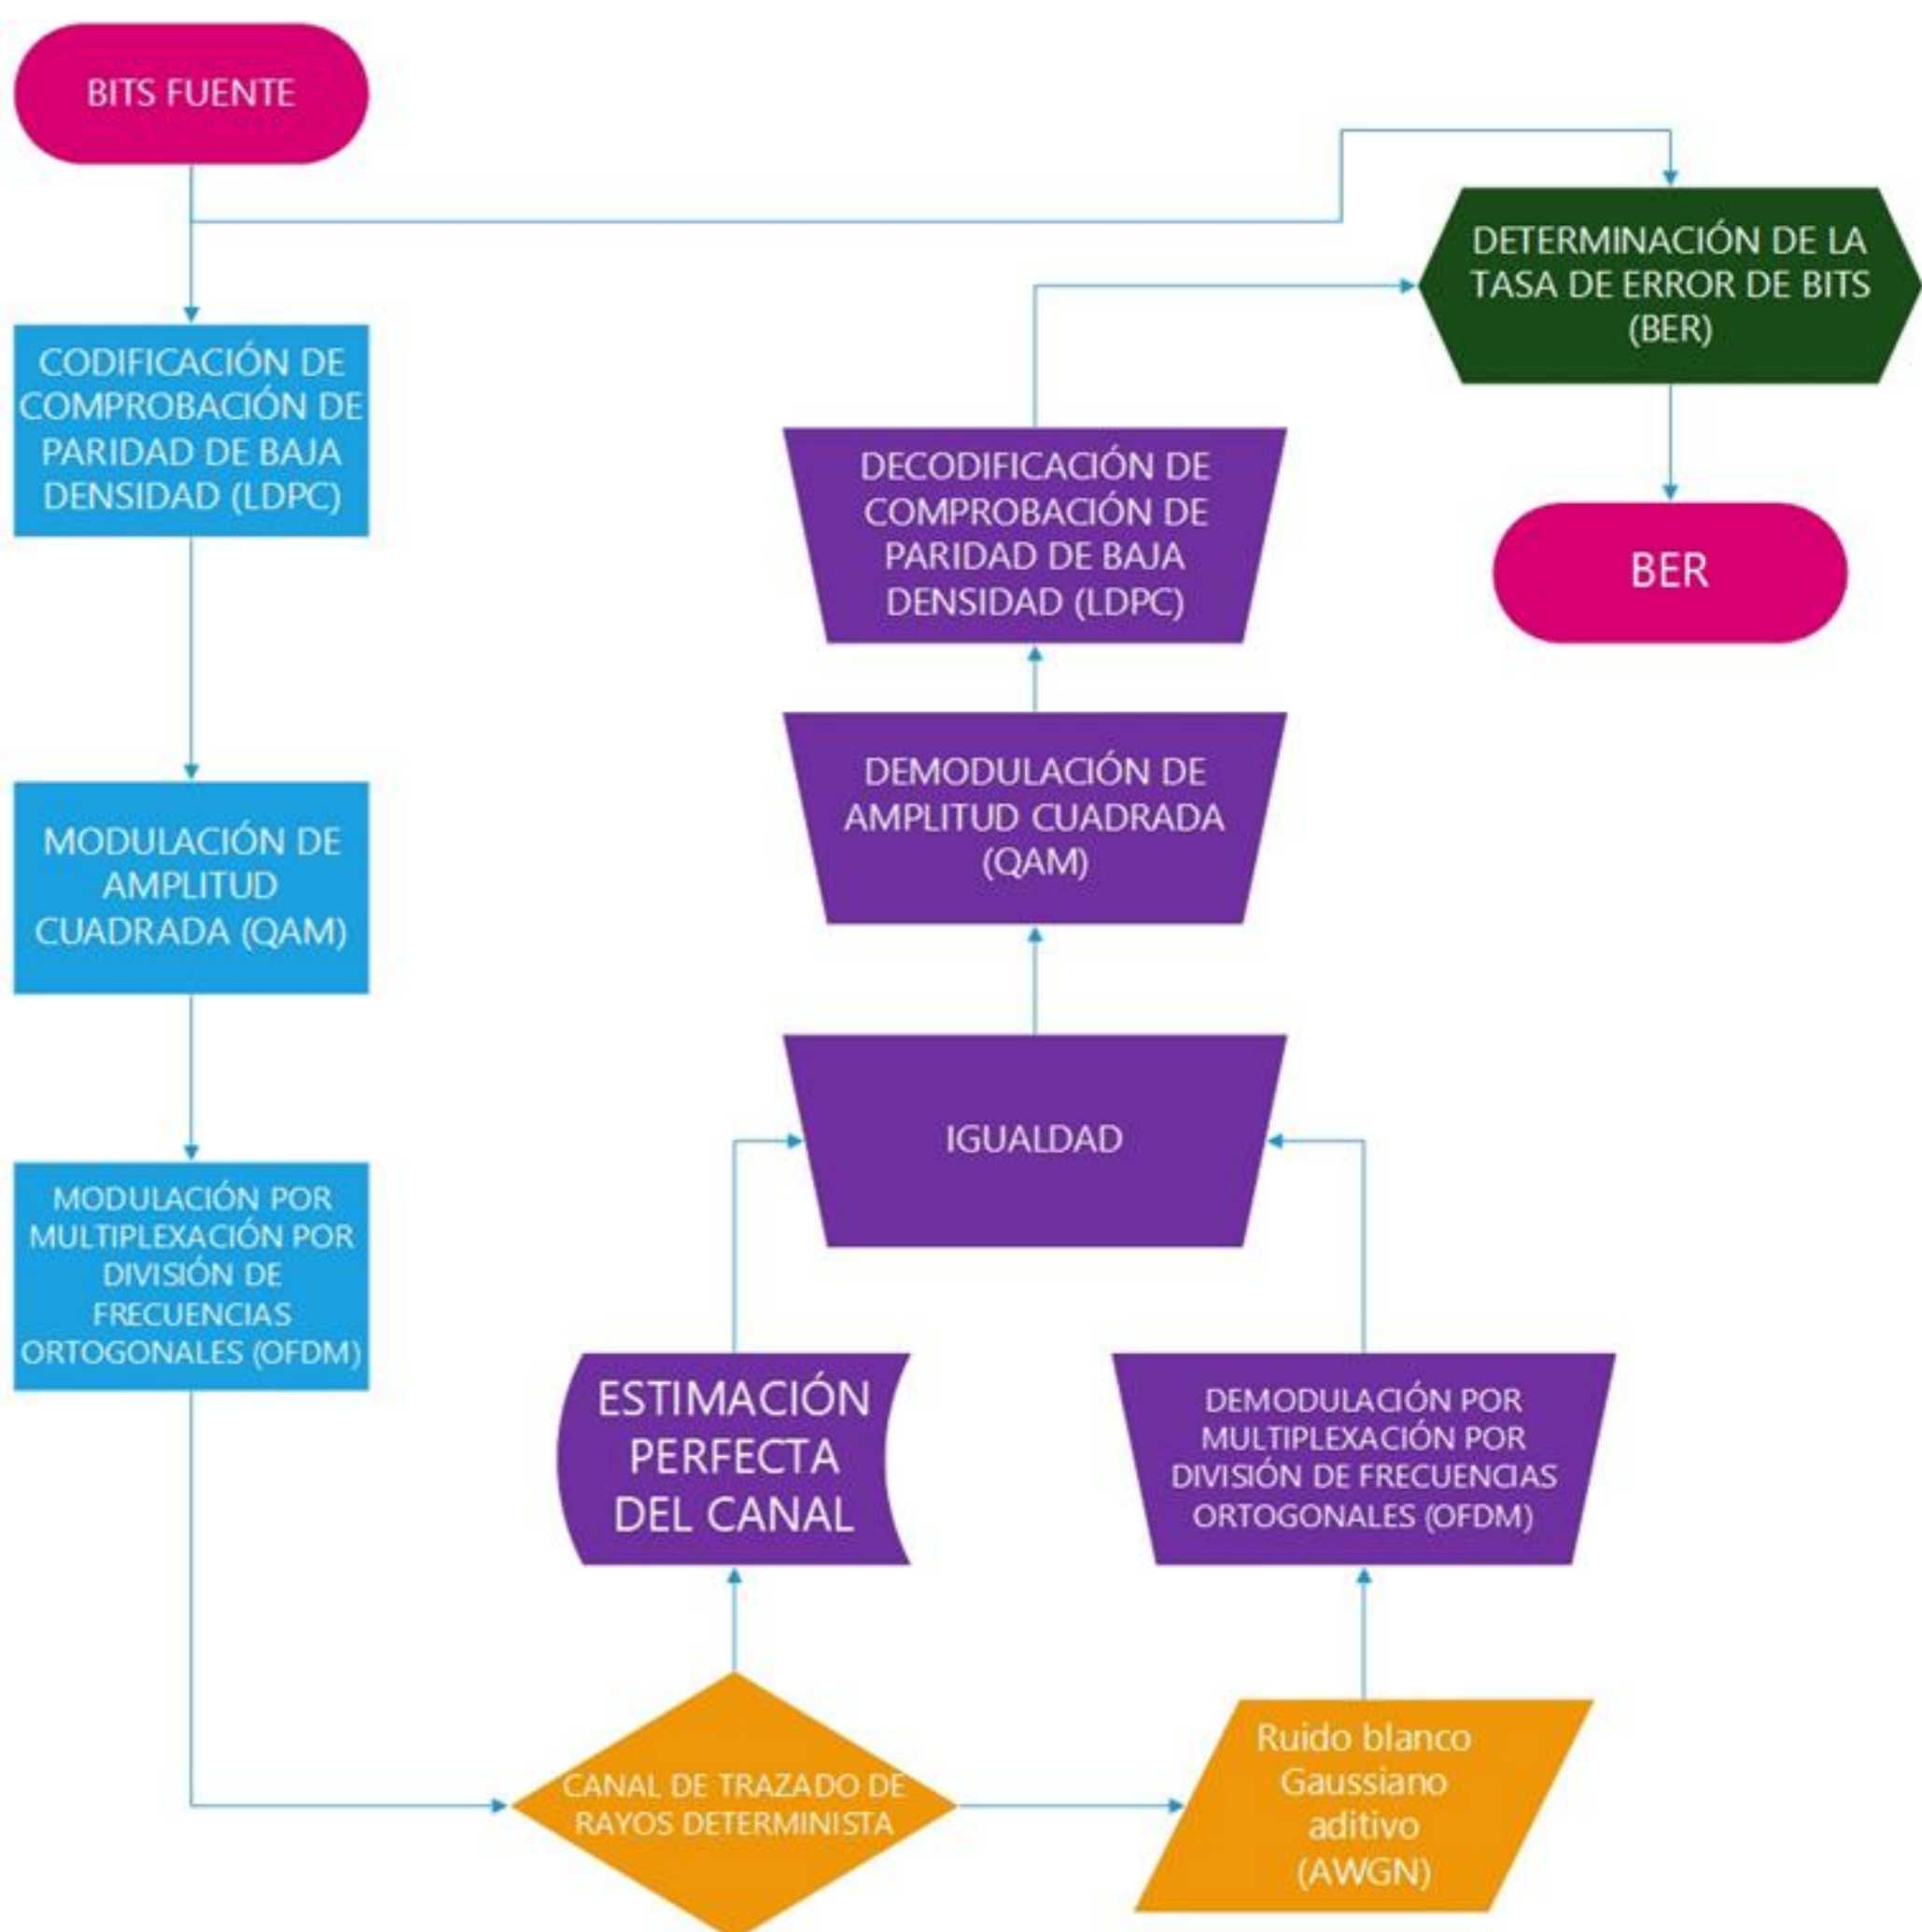 BITS FUENTE
CODIFICACIÓN DE
COMPROBACIÓN DE
PARIDAD DE BAJA
DENSIDAD (LDPC)
MODULACIÓN DE
AMPLITUD
CUADRADA (QAM)
MODULACIÓN POR
MULTIPLEXACIÓN POR
DIVISIÓN DE
FRECUENCIAS
ORTOGONALES (OFDM)
CANAL DE TRAZADO DE
RAYOS DETERMINISTA
Ruido blanco
Gaussiano
aditivo
(AWGN)
ESTIMACIÓN
PERFECTA
DEL CANAL
DEMODULACIÓN POR
MULTIPLEXACIÓN POR
DIVISIÓN DE FRECUENCIAS
ORTOGONALES (OFDM)
IGUALDAD
DEMODULACIÓN DE
AMPLITUD CUADRADA
(QAM)
DECODIFICACIÓN DE
COMPROBACIÓN DE
PARIDAD DE BAJA
DENSIDAD (LDPC)
DETERMINACIÓN DE LA
TASA DE ERROR DE BITS
(BER)
BER